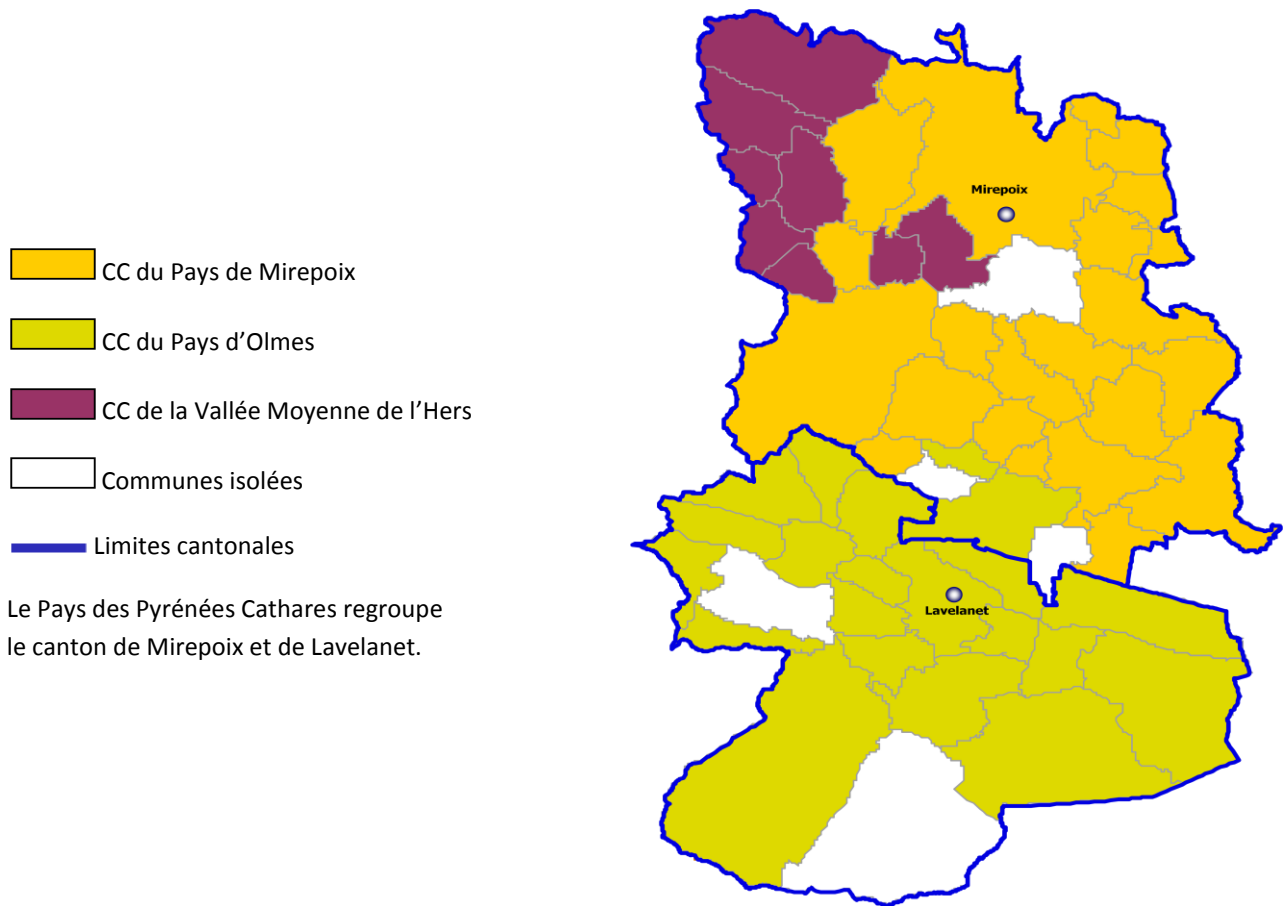 CC du Pays de Mirepoix
CC du Pays d’Olmes
CC de la Vallée Moyenne de l’Hers
Communes isolées
Limites cantonales
Le Pays des Pyrénées Cathares regroupe
le canton de Mirepoix et de Lavelanet.
Mirepoix
Lavelanet